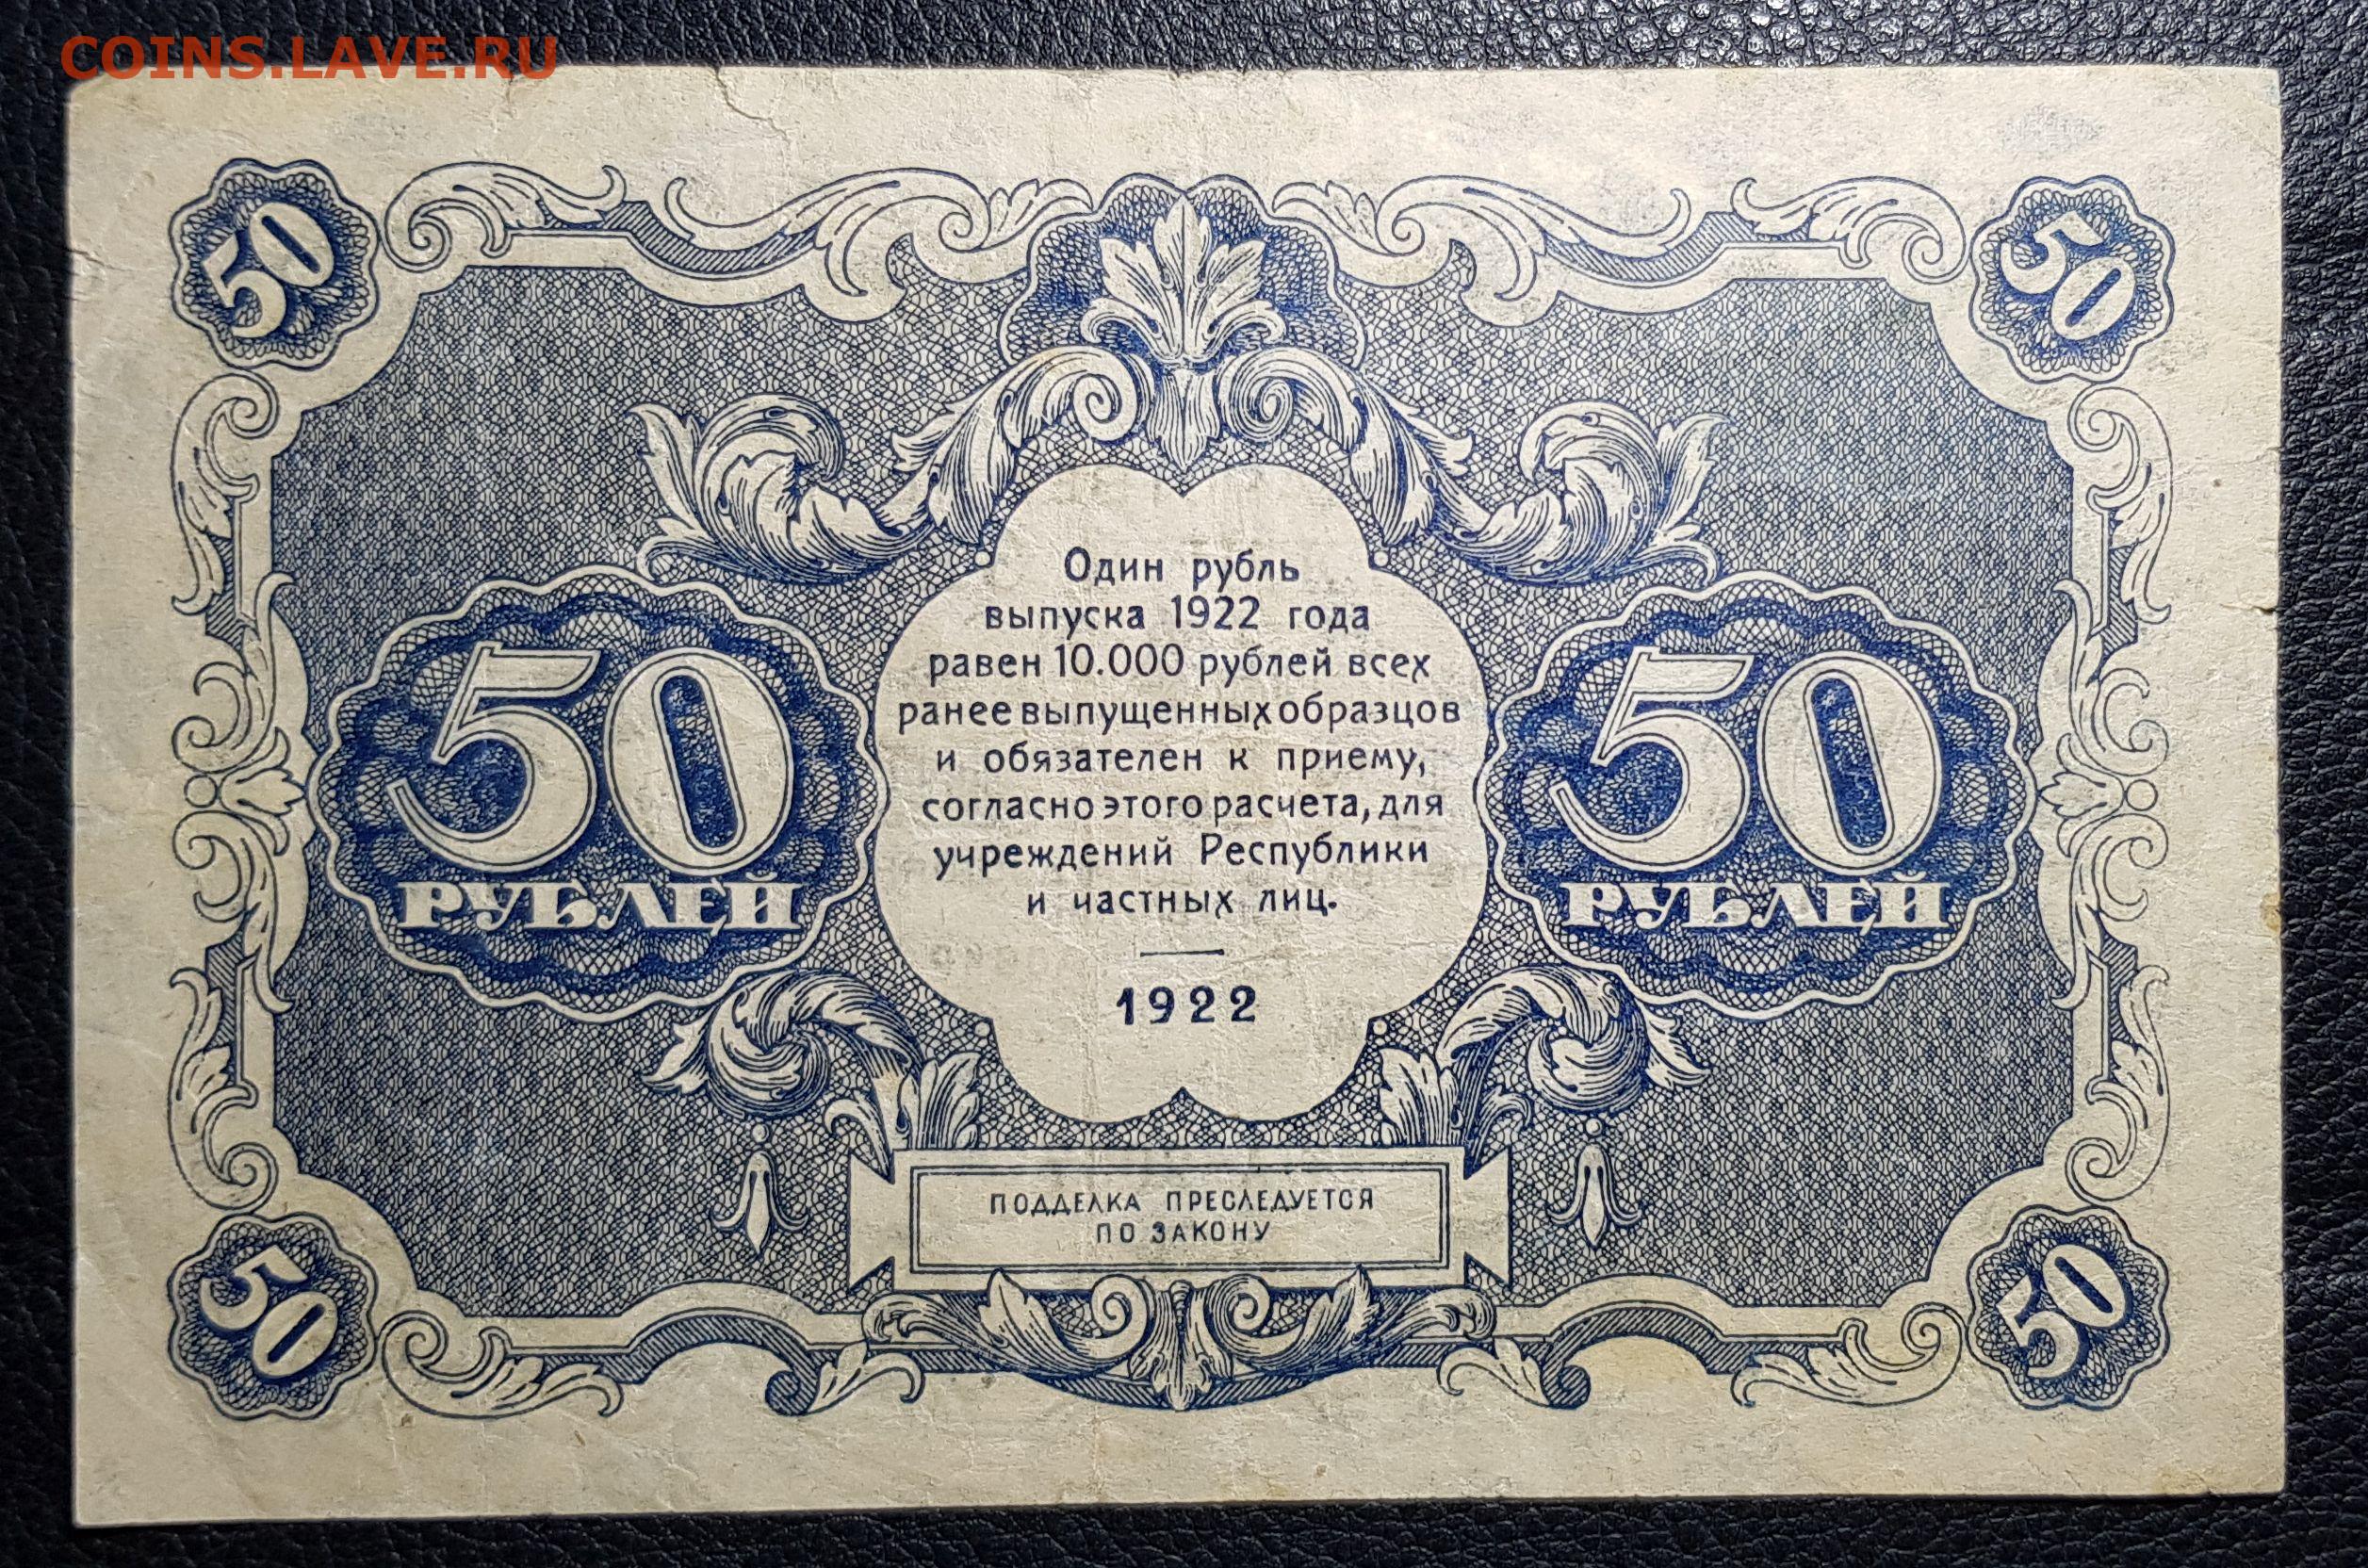 COINS.LAVE.RU
50
50
Один рубль
выпуска 1922 года
равен 10.000 рублей всех
ранее выпущенных образцов
и обязателен к приему,
согласно этого расчета, для
учреждений Республики
и частных лиц.
1922
50
РУБЛЕЙ
50
РУБЛЕЙ
ПОДДЕЛКА ПРЕСЛЕДУЕТСЯ
ПО ЗАКОНУ
50
50